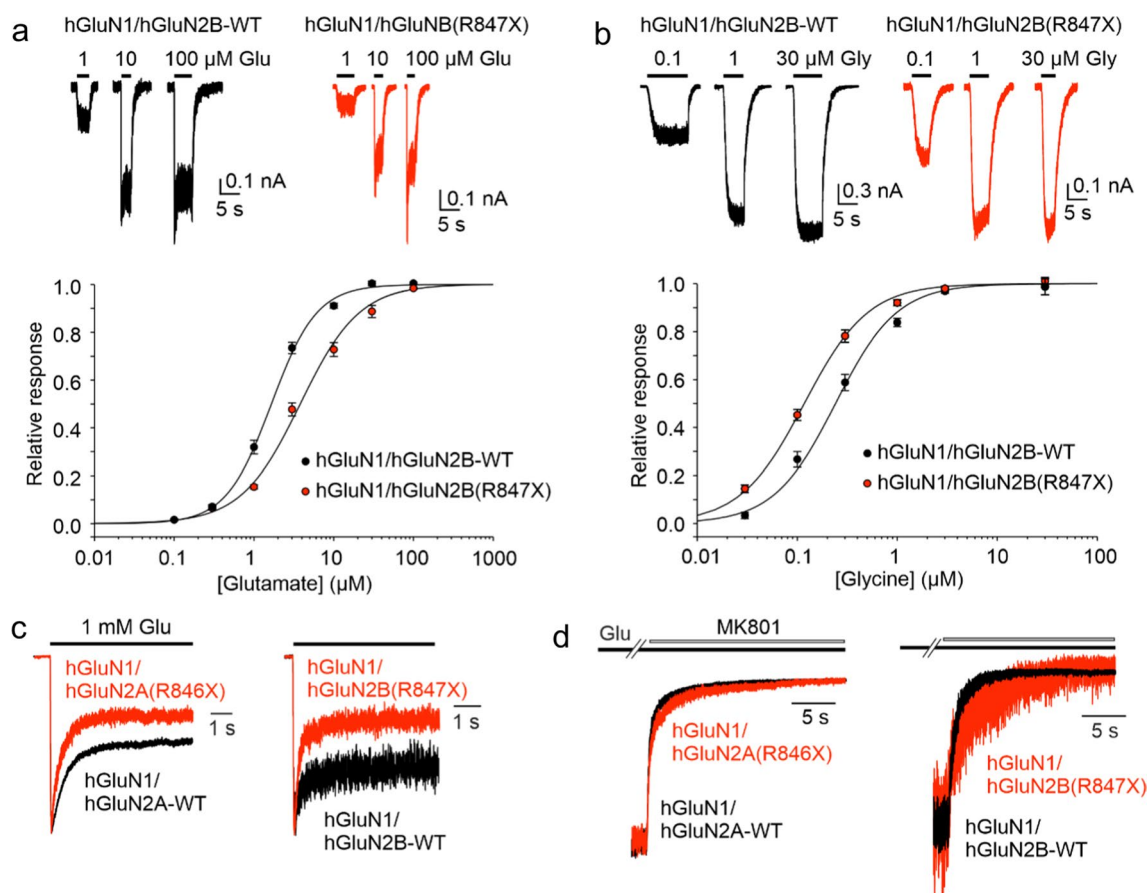 a
hGluN1/hGluN2B-WT
hGluN1/hGluNB(R847X)
1 10 100 µM Glu
1 10 100 µM Glu
0.1 nA
5 s
0.1 nA
5 s
Relative response
1.0
0.8
0.6
0.4
0.2
0.0
hGluN1/hGluN2B-WT
hGluN1/hGluN2B(R847X)
0.01 0.1 1 10 100 1000
[Glutamate] (µM)
b
hGluN1/hGluN2B-WT
hGluN1/hGluN2B(R847X)
0.1 1 30 µM Gly
0.1 1 30 µM Gly
0.3 nA
5 s
0.1 nA
5 s
Relative response
1.0
0.8
0.6
0.4
0.2
0.0
hGluN1/hGluN2B-WT
hGluN1/hGluN2B(R847X)
0.01 0.1 1 10 100
[Glycine] (µM)
c
1 mM Glu
hGluN1/
hGluN2A(R846X)
1 s
hGluN1/
hGluN2A-WT
hGluN1/
hGluN2B(R847X)
1 s
hGluN1/
hGluN2B-WT
d
Glu
MK801
5 s
hGluN1/
hGluN2A(R846X)
hGluN1/
hGluN2A-WT
5 s
hGluN1/
hGluN2B(R847X)
hGluN1/
hGluN2B-WT